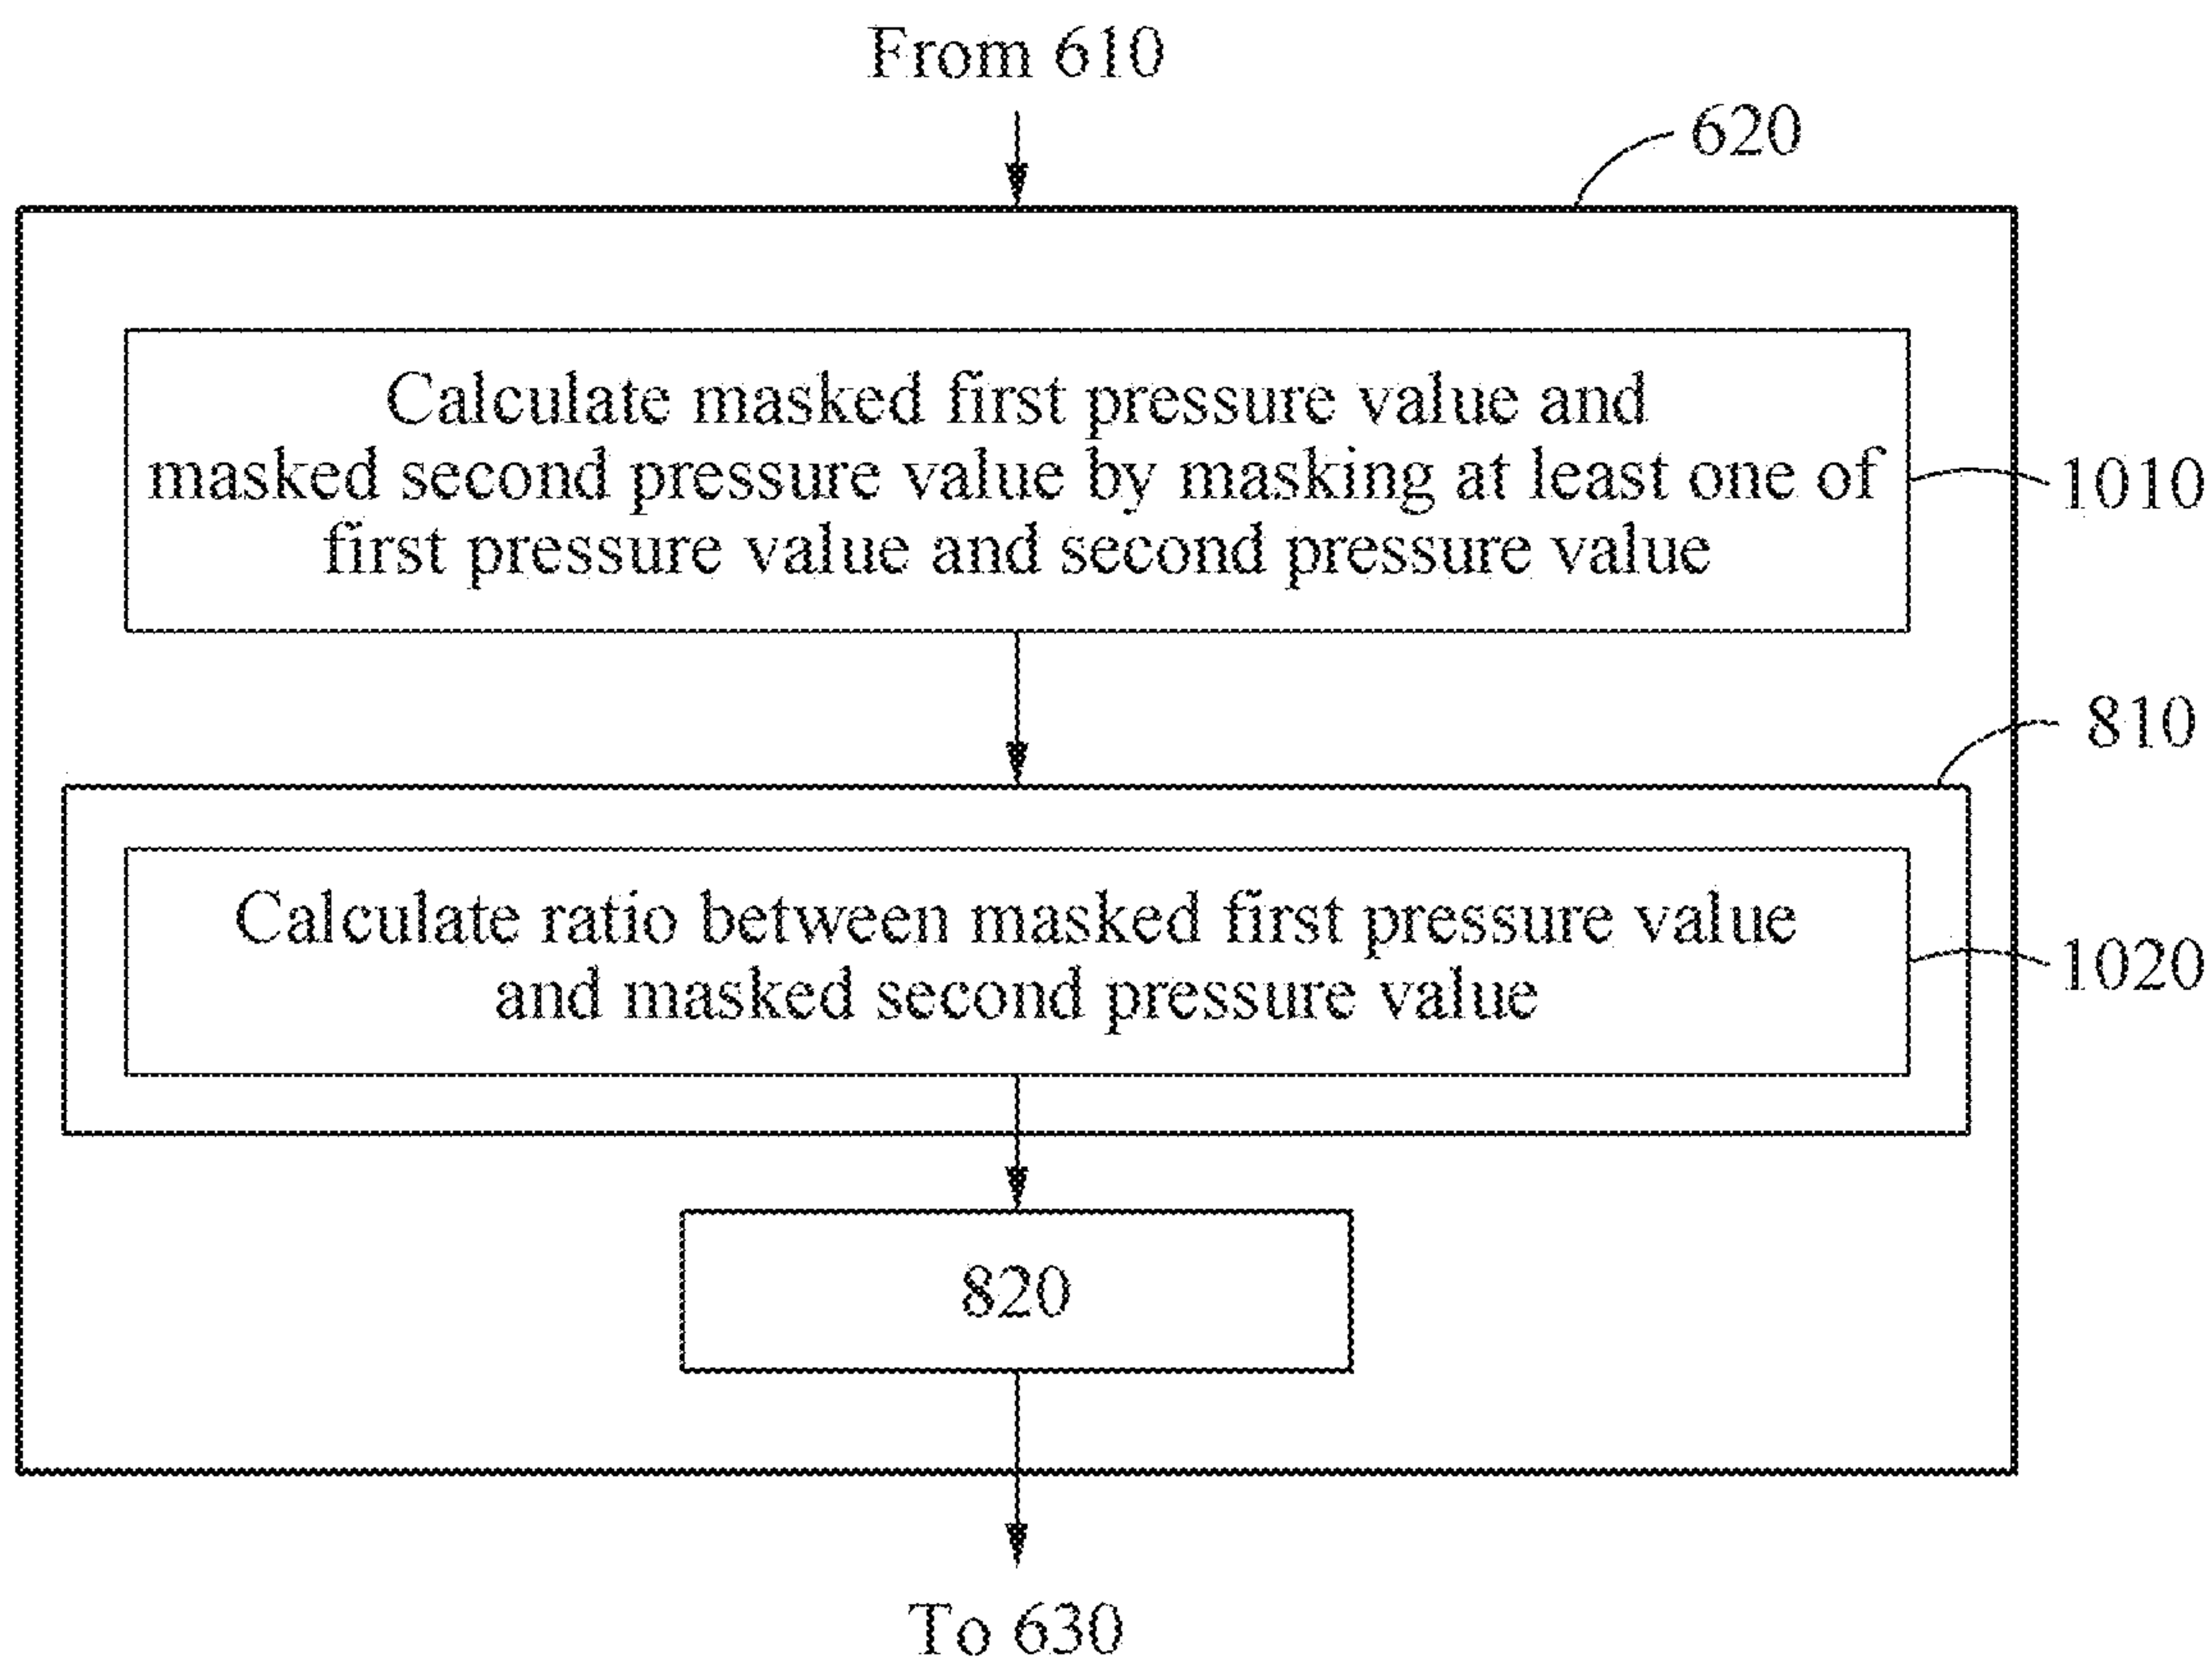 From 610
620
Calculate masked first pressure value and
masked second pressure value by masking at least one of
first pressure value and second pressure value
1010
810
Calculate ratio between masked first pressure value
and masked second pressure value
1020
820
To 630